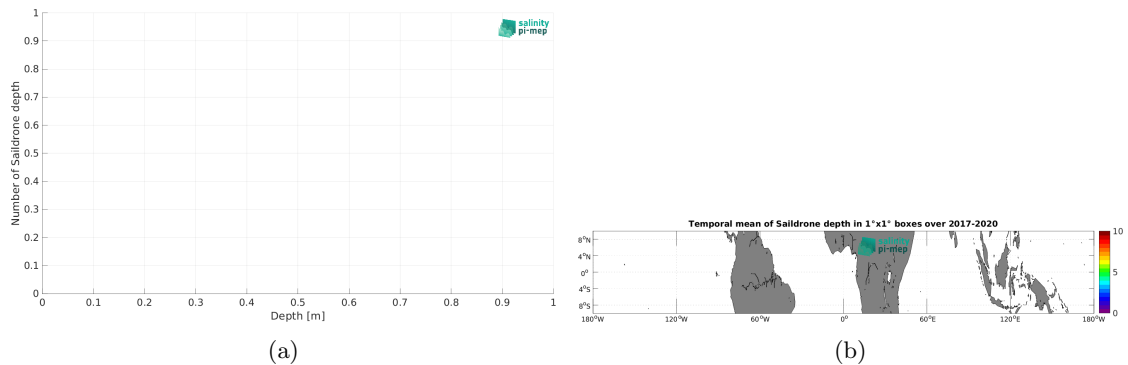 1
0.9
0.8
0.7
0.6
0.5
0.4
0.3
0.2
0.1
0
Number of Saildrone depth
salinity
pi-mep
0 0.1 0.2 0.3 0.4 0.5 0.6 0.7 0.8 0.9 1
Depth [m]
(a)
Temporal mean of Saildrone depth in 1°x1° boxes over 2017-2020
8°N
4°N
0°
4°S
8°S
salinity
pi-mep
10
5
0
180°W 120°W 60°W 0° 60°E 120°E 180°W
(b)